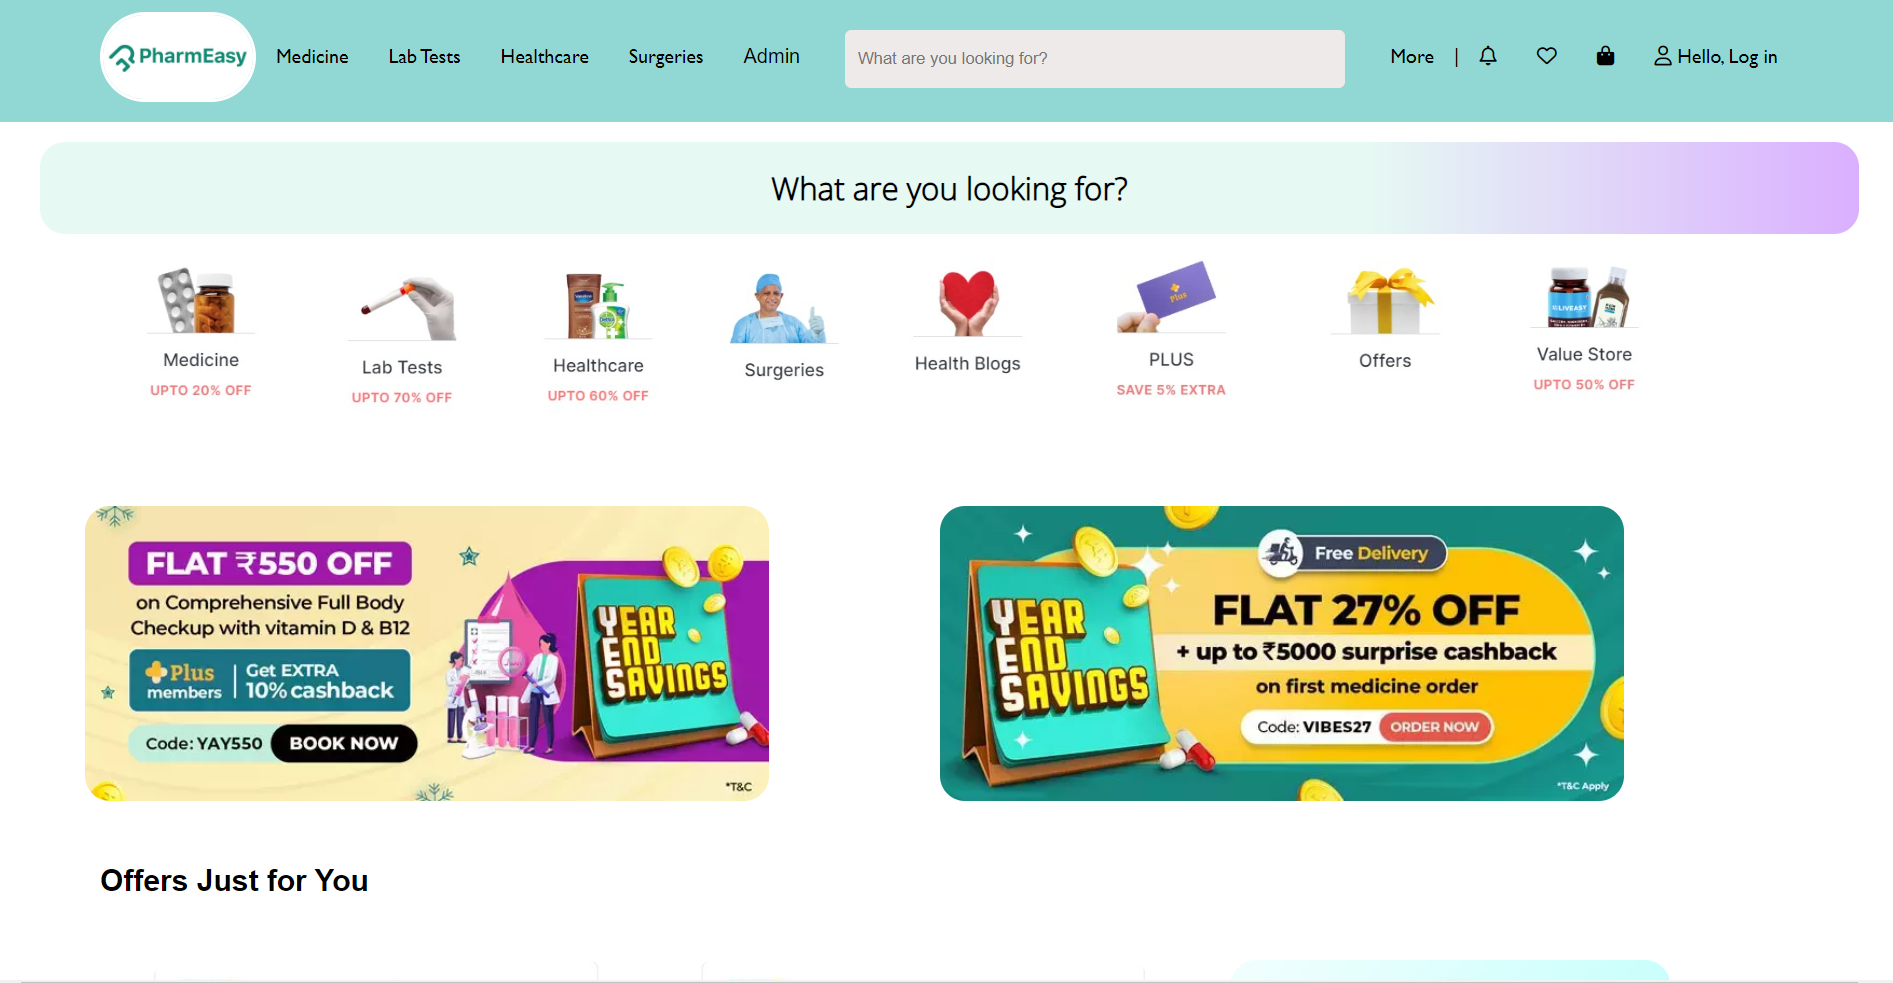 PharmEasy
Medicine
Lab Tests
Healthcare
Surgeries
Admin
What are you looking for?
More
|
Hello, Log in
What are you looking for?
Medicine
UPTO 20% OFF
Lab Tests
UPTO 70% OFF
Healthcare
UPTO 60% OFF
Surgeries
Health Blogs
Plus
PLUS
SAVE 5% EXTRA
Offers
Value Store
UPTO 50% OFF
FLAT ₹550 OFF
on Comprehensive Full Body
Checkup with vitamin D & B12
Plus
members
Get EXTRA
10% cashback
Code: YAY550
BOOK NOW
YEAR
END
SAVINGS
*T&C
YEAR
END
SAVINGS
Free Delivery
FLAT 27% OFF
+ up to ₹5000 surprise cashback
on first medicine order
Code: VIBES27
ORDER NOW
*T&C Apply
Offers Just for You